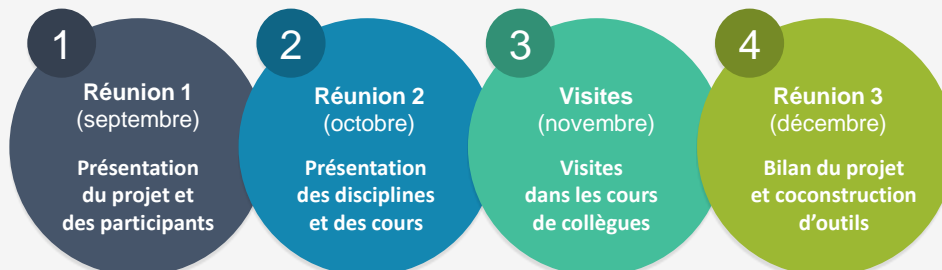 1
Réunion 1
(septembre)
Présentation
du projet et
des participants
2
Réunion 2
(octobre)
Présentation
des disciplines
et des cours
3
Visites
(novembre)
Visites
dans les cours
de collègues
4
Réunion 3
(décembre)
Bilan du projet
et coconstruction
d’outils